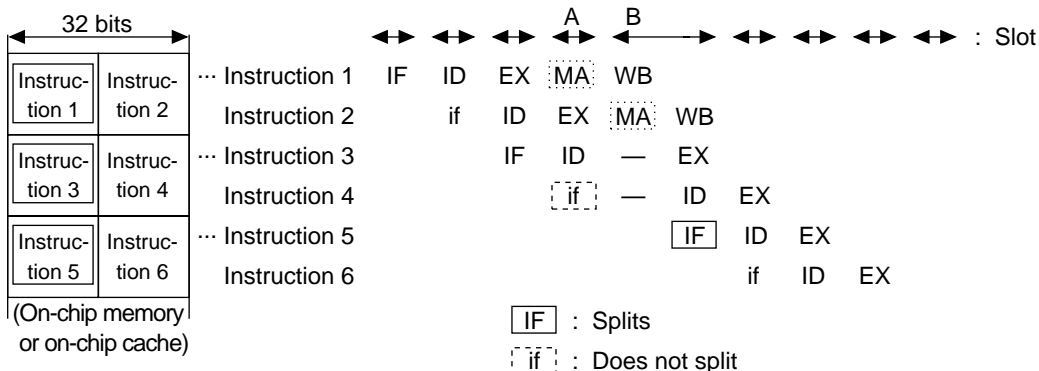 32 bits
A B
: Slot
Instruc-tion 1 Instruc-tion 2 ... Instruction 1 IF ID EX MA WB
Instruction 2 if ID EX MA WB
Instruc-tion 3 Instruc-tion 4 ... Instruction 3 IF ID — EX
Instruction 4 if — ID EX
Instruc-tion 5 Instruc-tion 6 ... Instruction 5 IF ID EX
Instruction 6 if ID EX
(On-chip memory
or on-chip cache)
IF : Splits
if : Does not split